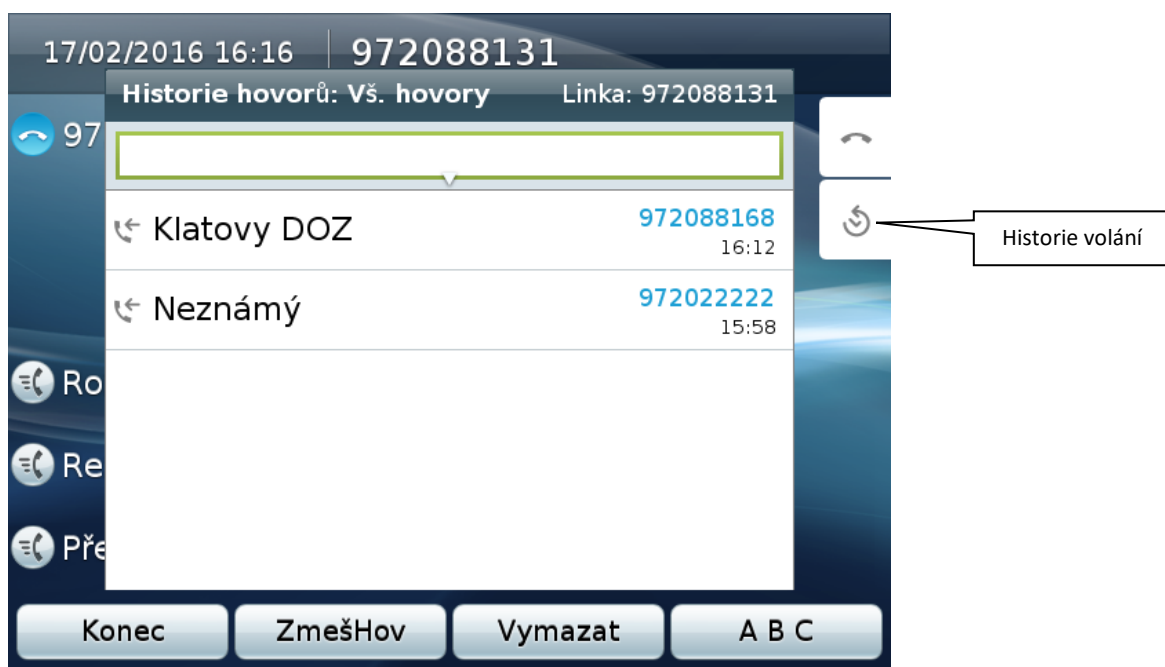 17/02/2016 16:16 972088131
Historie hovorů: Vš. hovory Linka: 972088131
97
Klatovy DOZ 972088168
16:12
Historie volání
Neznámý 972022222
15:58
Ro
Re
Pře
Konec ZmešHov Vymazat A B C